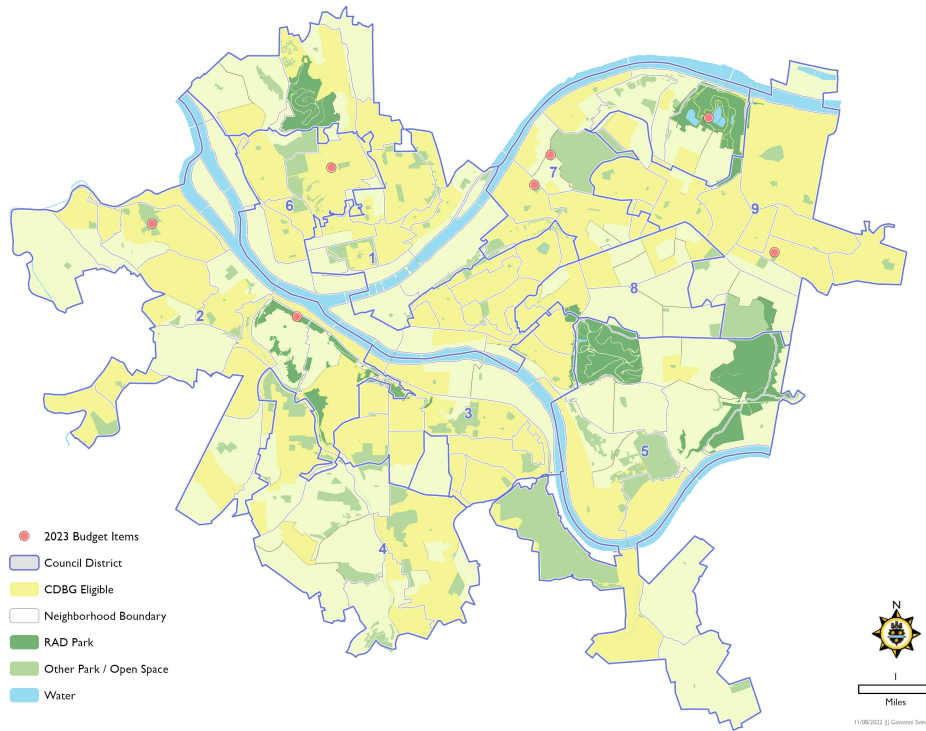 7
9
6
1
8
2
3
5
4
2023 Budget Items
Council District
CDBG Eligible
Neighborhood Boundary
RAD Park
Other Park / Open Space
Water
N
1
Miles
11/08/2022 || Giovanni